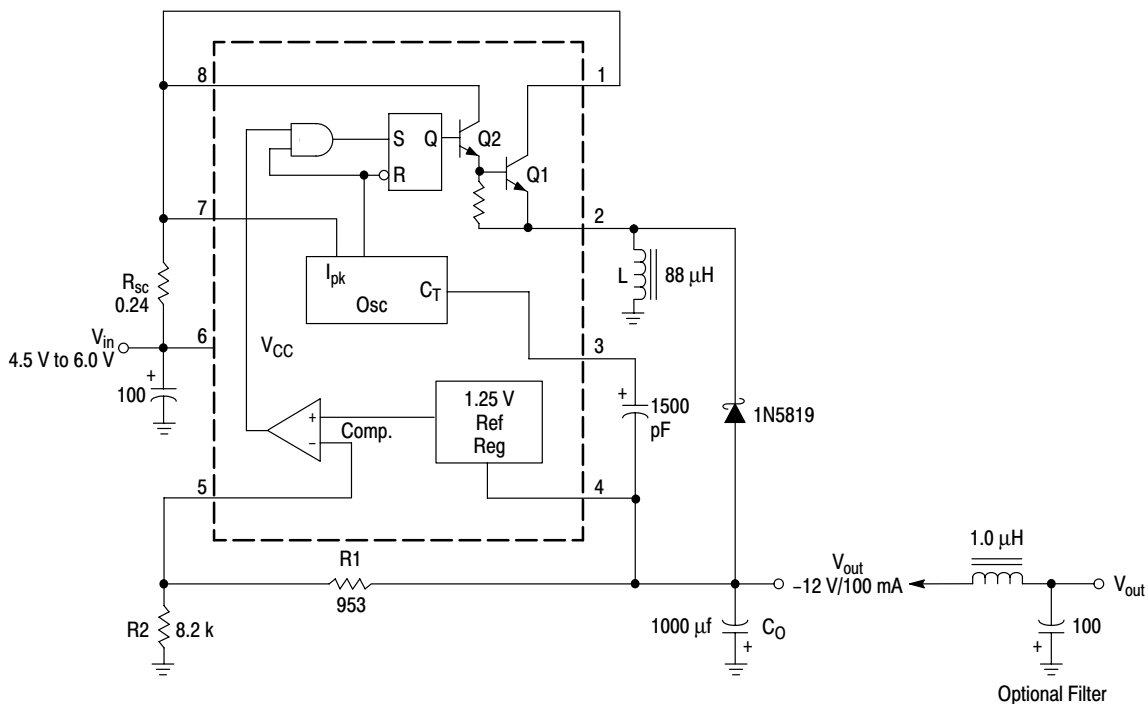 8
1
S
Q
Q2
R
Q1
7
2
Ipk
CT
Osc
L
88 μH
Rsc
0.24
Vin
4.5 V to 6.0 V
6
VCC
3
100
+
+
1500
pF
1.25 V
Ref
Reg
+
−
Comp.
1N5819
5
4
R1
953
1.0 μH
Vout
−12 V/100 mA
Vout
R2
8.2 k
1000 μf
CO
+
100
+
Optional Filter